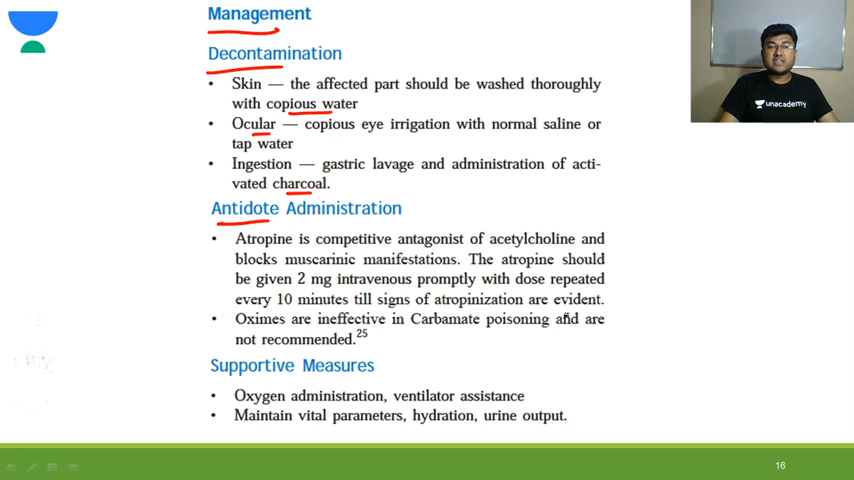 Management
Decontamination
• Skin — the affected part should be washed thoroughly
with copious water
• Ocular — copious eye irrigation with normal saline or
tap water
• Ingestion — gastric lavage and administration of acti-
vated charcoal.
Antidote Administration
• Atropine is competitive antagonist of acetylcholine and
blocks muscarinic manifestations. The atropine should
be given 2 mg intravenous promptly with dose repeated
every 10 minutes till signs of atropinization are evident.
• Oximes are ineffective in Carbamate poisoning and are
not recommended.25
Supportive Measures
• Oxygen administration, ventilator assistance
• Maintain vital parameters, hydration, urine output.
unacademy
16